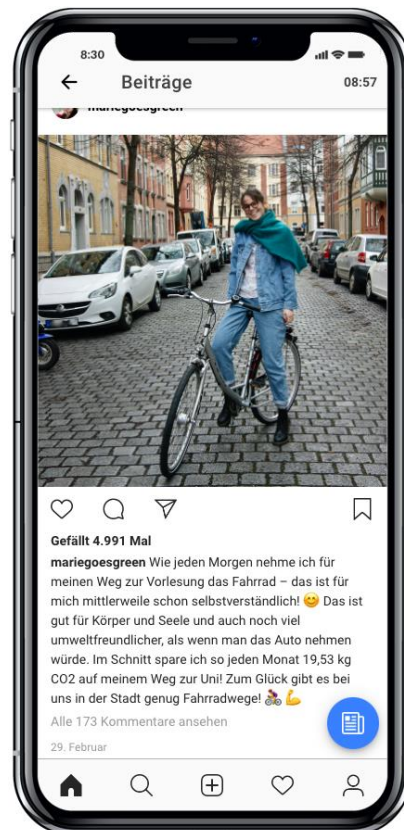 8:30
Beiträge
08:57
mariegoesgreen
Gefällt 4.991 Mal
mariegoesgreen Wie jeden Morgen nehme ich für
meinen Weg zur Vorlesung das Fahrrad – das ist für
mich mittlerweile schon selbstverständlich! 😊 Das ist
gut für Körper und Seele und auch noch viel
umweltfreundlicher, als wenn man das Auto nehmen
würde. Im Schnitt spare ich so jeden Monat 19,53 kg
CO2 auf meinem Weg zur Uni! Zum Glück gibt es bei
uns in der Stadt genug Fahrradwege! 🚴‍♀️ 💪
Alle 173 Kommentare ansehen
29. Februar